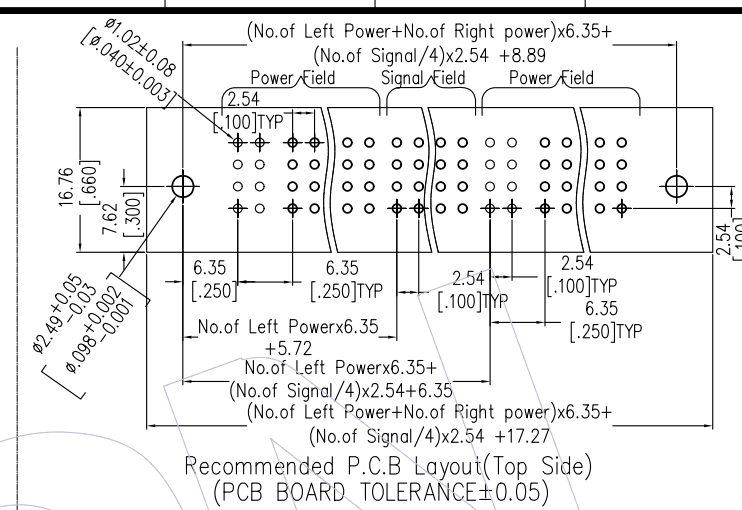 (No.of Left Power+No.of Right power)x6.35+
(No.of Signal/4)x2.54 +8.89
ø1.02±0.08
[ø.040±0.003]
Power Field
Signal Field
Power Field
2.54
[.100]TYP
16.76
[.660]
7.62
[.300]
2.54
[.100]
6.35
[.250]
6.35
[.250]TYP
2.54
[.100]TYP
2.54
[.100]TYP
6.35
[.250]TYP
ø2.49+0.05
-0.03
[ø.098+0.002
-0.001]
No.of Left Powerx6.35
+5.72
No.of Left Powerx6.35+
(No.of Signal/4)x2.54+6.35
(No.of Left Power+No.of Right power)x6.35+
(No.of Signal/4)x2.54 +17.27
Recommended P.C.B Layout(Top Side)
(PCB BOARD TOLERANCE±0.05)